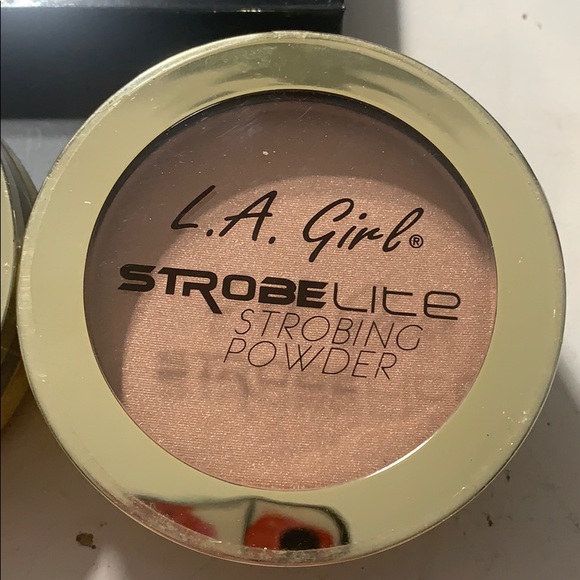 L.A. Girl®
STROBELITE
STROBING
POWDER